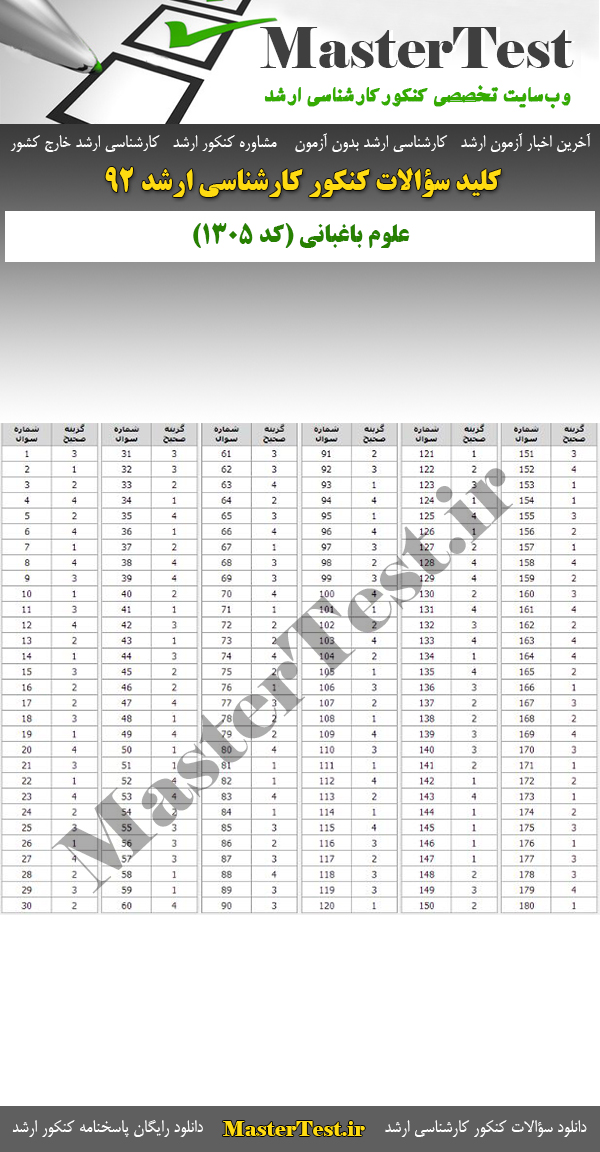 MasterTest
وب‌سایت تخصصی کنکور کارشناسی ارشد
آخرین اخبار آزمون ارشد کارشناسی ارشد بدون آزمون مشاوره کنکور ارشد کارشناسی ارشد خارج کشور
کلید سؤالات کنکور کارشناسی ارشد ۹۲
علوم باغبانی (کد ۱۳۰۵)
شماره سوال گزینه صحیح شماره سوال گزینه صحیح شماره سوال گزینه صحیح شماره سوال گزینه صحیح شماره سوال گزینه صحیح شماره سوال گزینه صحیح
1 3 31 3 61 3 91 2 121 1 151 3
2 1 32 3 62 3 92 3 122 2 152 4
3 2 33 2 63 4 93 1 123 3 153 1
4 4 34 1 64 2 94 4 124 1 154 1
5 2 35 4 65 3 95 1 125 4 155 3
6 4 36 1 66 4 96 4 126 1 156 2
7 1 37 2 67 1 97 3 127 2 157 1
8 4 38 4 68 3 98 2 128 4 158 4
9 3 39 4 69 3 99 3 129 4 159 2
10 1 40 2 70 4 100 4 130 2 160 3
11 3 41 1 71 1 101 1 131 4 161 4
12 4 42 3 72 2 102 2 132 3 162 2
13 2 43 1 73 2 103 4 133 4 163 4
14 1 44 3 74 4 104 2 134 1 164 4
15 3 45 2 75 2 105 1 135 4 165 2
16 2 46 2 76 1 106 3 136 3 166 1
17 2 47 4 77 3 107 2 137 2 167 3
18 3 48 1 78 2 108 1 138 2 168 2
19 1 49 4 79 2 109 4 139 3 169 4
20 4 50 1 80 4 110 3 140 3 170 3
21 3 51 1 81 1 111 1 141 2 171 1
22 1 52 4 82 1 112 4 142 1 172 2
23 4 53 4 83 4 113 2 143 4 173 1
24 2 54 2 84 1 114 1 144 1 174 2
25 3 55 3 85 3 115 4 145 1 175 3
26 1 56 3 86 2 116 3 146 1 176 1
27 4 57 3 87 3 117 2 147 1 177 3
28 2 58 1 88 4 118 3 148 2 178 3
29 3 59 1 89 3 119 3 149 3 179 4
30 2 60 4 90 3 120 1 150 2 180 1
MasterTest.ir
دانلود سؤالات کنکور کارشناسی ارشد MasterTest.ir دانلود رایگان پاسخنامه کنکور ارشد